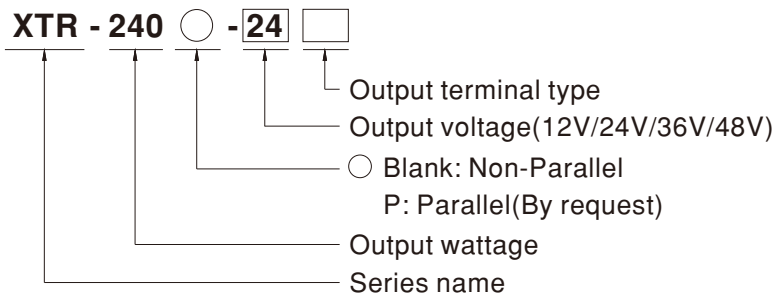 XTR - 240 ◯ - 24 □
Output terminal type
Output voltage(12V/24V/36V/48V)
◯ Blank: Non-Parallel
P: Parallel(By request)
Output wattage
Series name